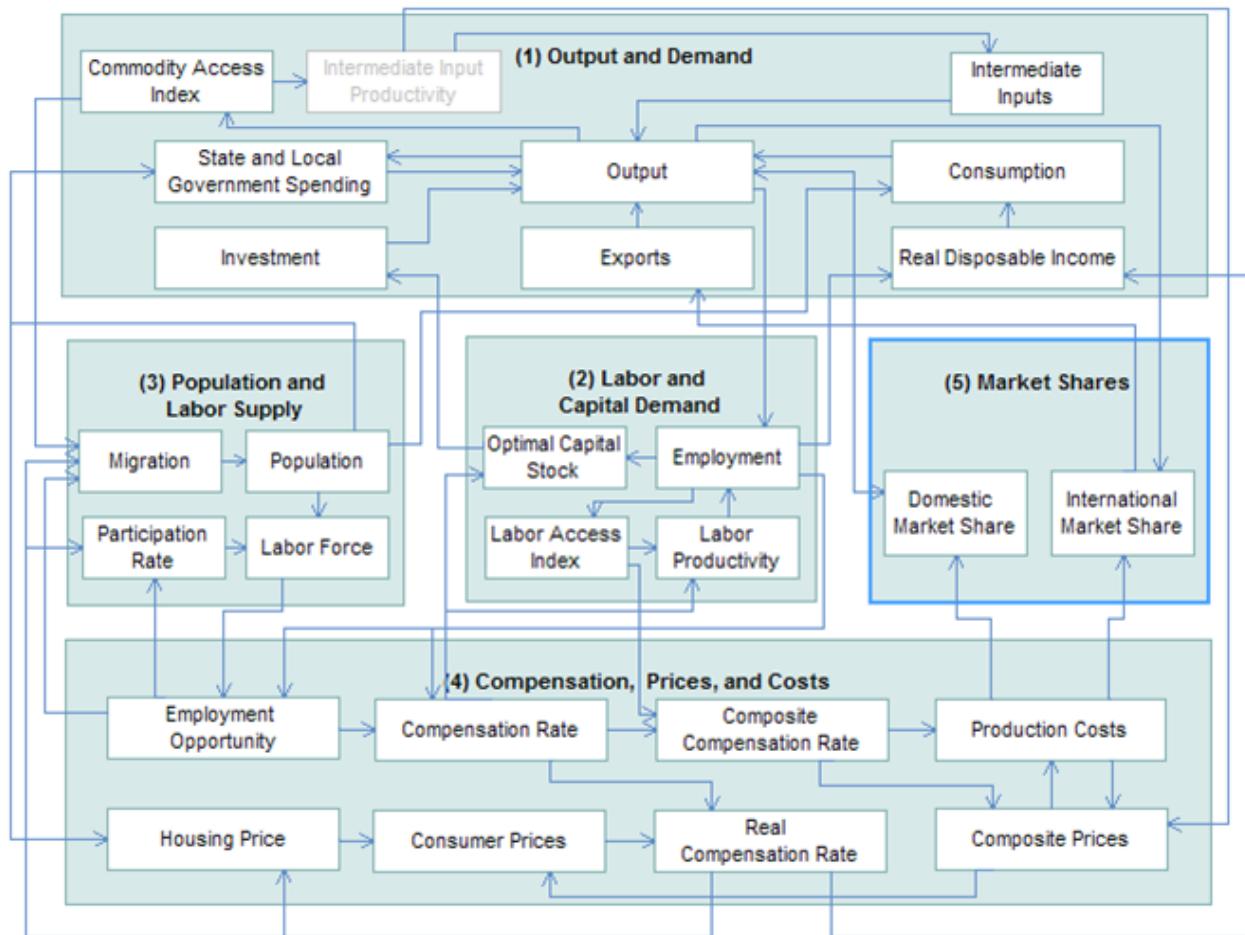 (1) Output and Demand
Commodity Access
Index
Intermediate Input
Productivity
Intermediate
Inputs
State and Local
Government Spending
Output
Consumption
Investment
Exports
Real Disposable Income
(3) Population and
Labor Supply
Migration
Population
Participation
Rate
Labor Force
(2) Labor and
Capital Demand
Optimal Capital
Stock
Employment
Labor Access
Index
Labor
Productivity
(5) Market Shares
Domestic
Market Share
International
Market Share
(4) Compensation, Prices, and Costs
Employment
Opportunity
Compensation Rate
Composite
Compensation Rate
Production Costs
Housing Price
Consumer Prices
Real
Compensation Rate
Composite Prices